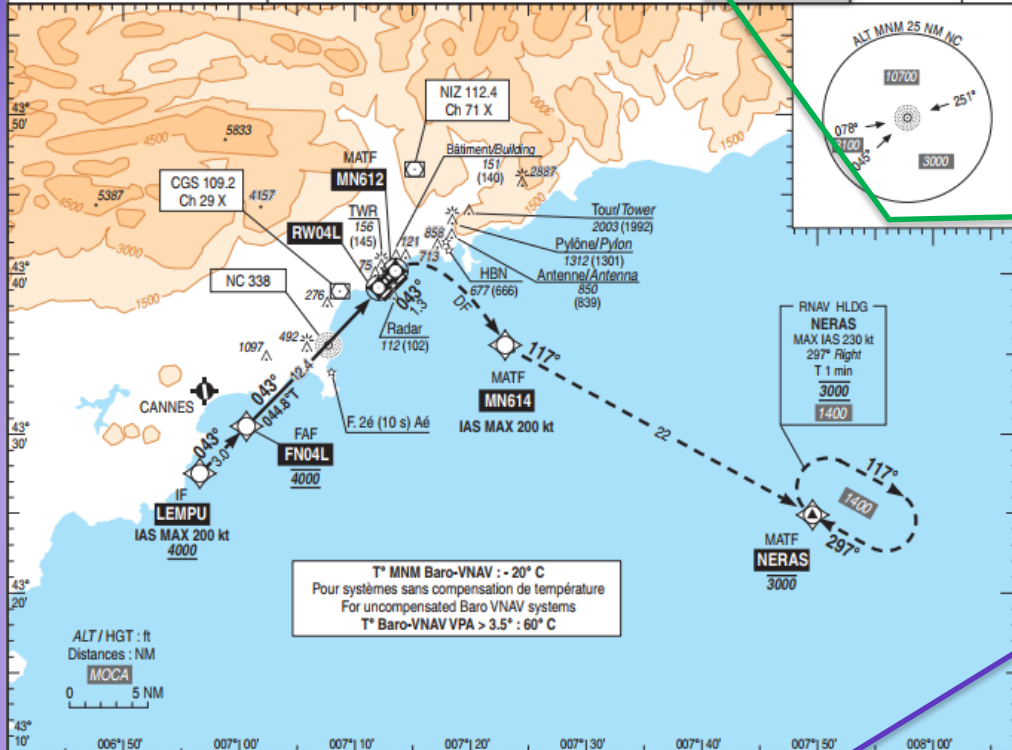 ALT MNM 25 NM NC
10700
251°
078°
045°
3000
43°
50'
NIZ 112.4
Ch 71 X
3000
1500
4500
5833
Bâtiment/Building
151
(140)
2887
MATF
MN612
CGS 109.2
Ch 29 X
5387
4157
4500
TWR
156
(145)
RW04L
Tour/Tower
2003 (1992)
858
121
713
75
Pylône/Pylon
1312 (1301)
3000
HBN
677 (666)
Antenne/Antenna
850
(839)
43°
40'
NC 338
1500
276
043°
1.3
DF
Radar
112 (102)
RNAV HLDG
NERAS
MAX IAS 230 kt
297° Right
T 1 min
3000
1400
492
1097
12.4
117°
MATF
MN614
IAS MAX 200 kt
043°
044.8°T
CANNES
F. 2é (10 s) Aé
43°
30'
043°
3.0
FAF
FN04L
4000
22
117°
1400
297°
IF
LEMPU
IAS MAX 200 kt
4000
MATF
NERAS
3000
T° MNM Baro-VNAV : - 20° C
Pour systèmes sans compensation de température
For uncompensated Baro VNAV systems
T° Baro-VNAV VPA > 3.5° : 60° C
43°
20'
ALT / HGT : ft
Distances : NM
MOCA
0 5 NM
43°
10'
006°50'
007°00'
007°10'
007°20'
007°30'
007°40'
007°50'
008°00'